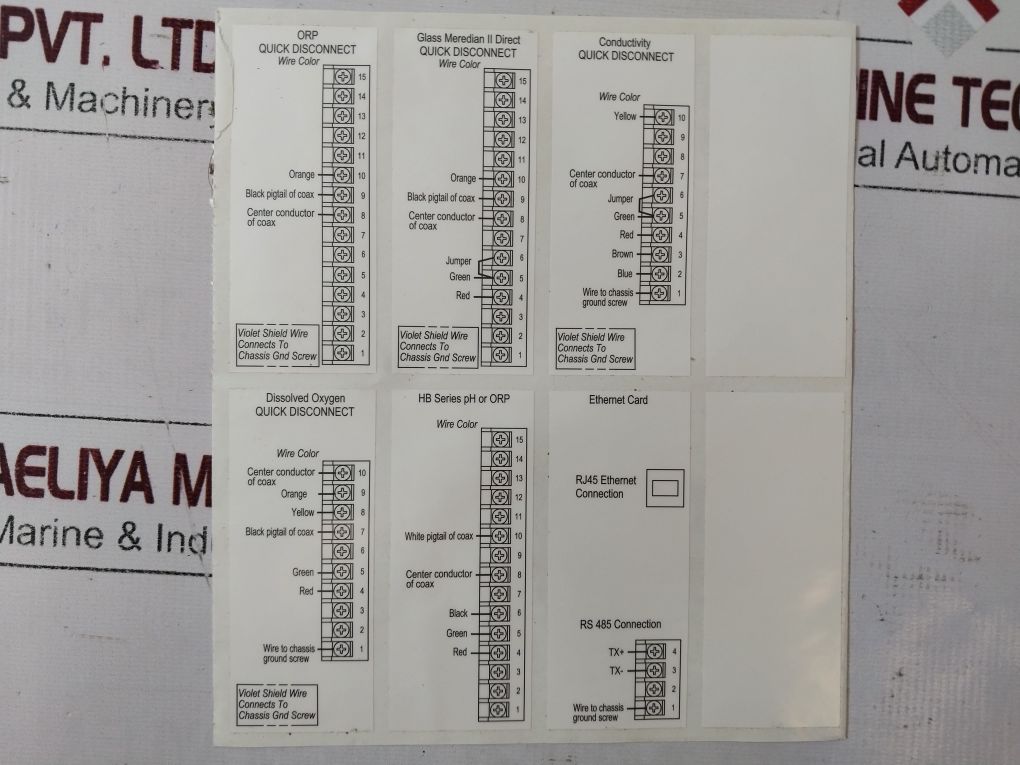 PVT. LTD
& Machiner
INE TEC
al Automa
AELIYA M
Marine & Ind
ORP
QUICK DISCONNECT
Wire Color
15
14
13
12
11
Orange 10
Black pigtail of coax 9
Center conductor 8
of coax
7
6
5
4
3
2
1
Violet Shield Wire
Connects To
Chassis Gnd Screw
Glass Meredian II Direct
QUICK DISCONNECT
Wire Color
15
14
13
12
11
Orange 10
Black pigtail of coax 9
Center conductor 8
of coax
7
Jumper 6
Green 5
Red 4
3
2
1
Violet Shield Wire
Connects To
Chassis Gnd Screw
Conductivity
QUICK DISCONNECT
Wire Color
Yellow 10
9
8
Center conductor 7
of coax
Jumper 6
Green 5
Red 4
Brown 3
Blue 2
Wire to chassis 1
ground screw
Violet Shield Wire
Connects To
Chassis Gnd Screw
Dissolved Oxygen
QUICK DISCONNECT
Wire Color
Center conductor 10
of coax
Orange 9
Yellow 8
Black pigtail of coax 7
6
Green 5
Red 4
3
2
Wire to chassis 1
ground screw
Violet Shield Wire
Connects To
Chassis Gnd Screw
HB Series pH or ORP
Wire Color
15
14
13
12
11
White pigtail of coax 10
9
Center conductor 8
of coax
7
Black 6
Green 5
Red 4
3
2
1
Ethernet Card
RJ45 Ethernet
Connection
RS 485 Connection
TX+ 4
TX- 3
2
Wire to chassis 1
ground screw